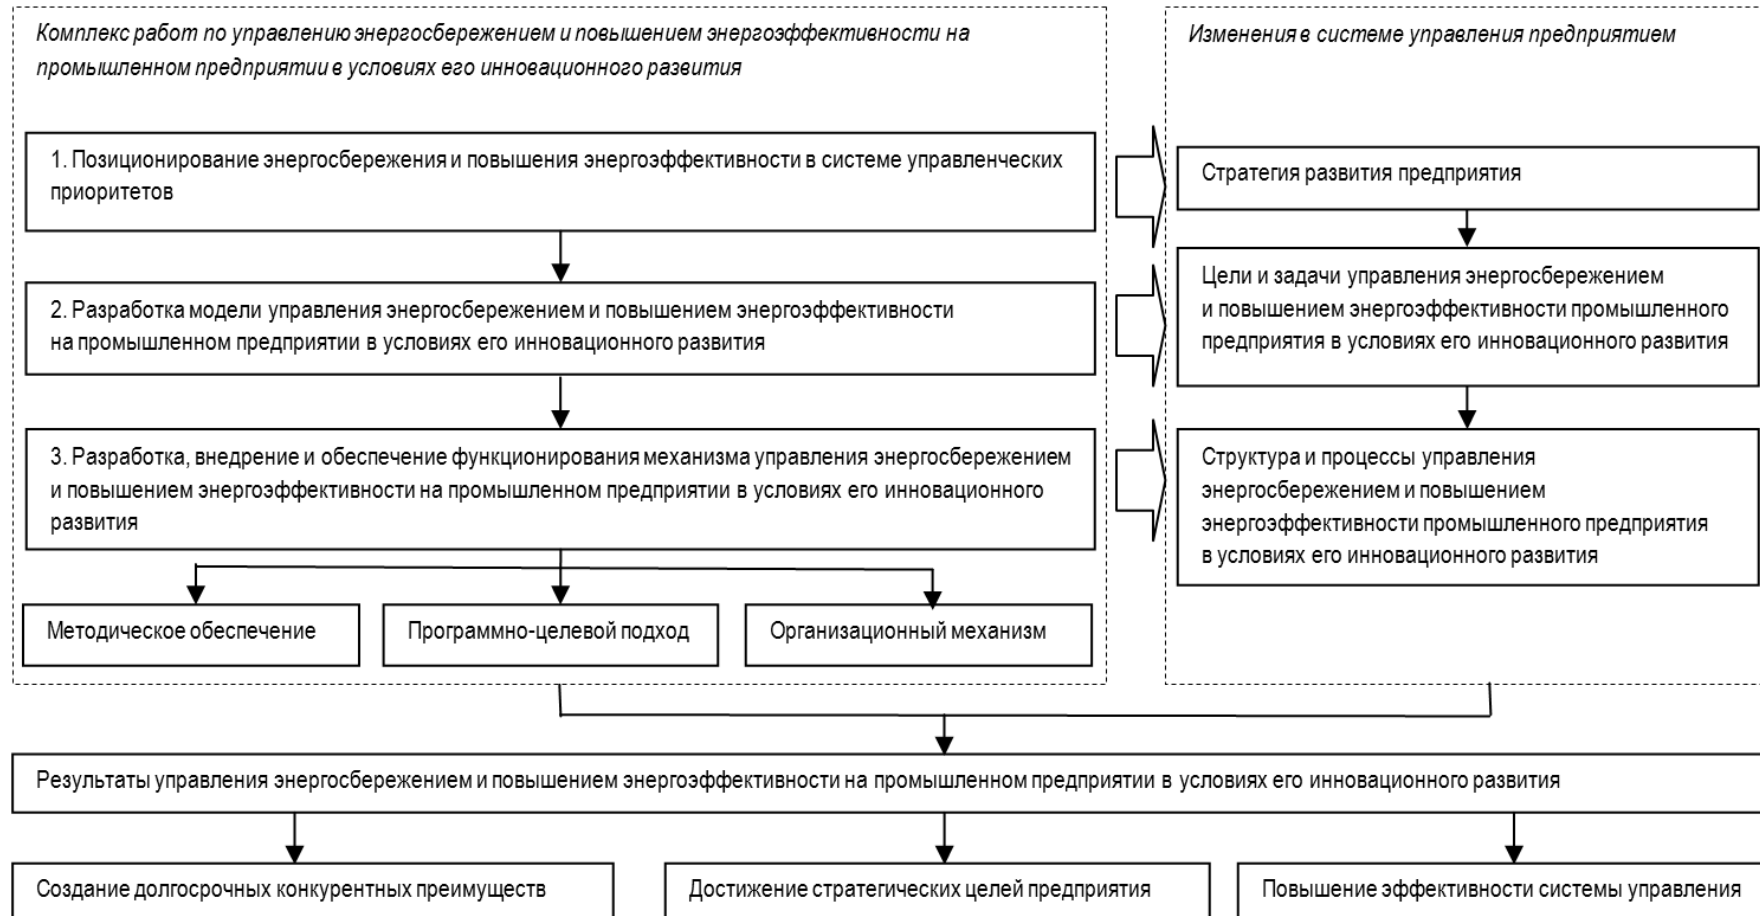 Комплекс работ по управлению энергосбережением и повышением энергоэффективности на
промышленном предприятии в условиях его инновационного развития
1. Позиционирование энергосбережения и повышения энергоэффективности в системе управленческих
приоритетов
2. Разработка модели управления энергосбережением и повышением энергоэффективности
на промышленном предприятии в условиях его инновационного развития
3. Разработка, внедрение и обеспечение функционирования механизма управления энергосбережением
и повышением энергоэффективности на промышленном предприятии в условиях его инновационного
развития
Методическое обеспечение
Программно-целевой подход
Организационный механизм
Изменения в системе управления предприятием
Стратегия развития предприятия
Цели и задачи управления энергосбережением
и повышением энергоэффективности промышленного
предприятия в условиях его инновационного развития
Структура и процессы управления
энергосбережением и повышением
энергоэффективности промышленного предприятия
в условиях его инновационного развития
Результаты управления энергосбережением и повышением энергоэффективности на промышленном предприятии в условиях его инновационного развития
Создание долгосрочных конкурентных преимуществ
Достижение стратегических целей предприятия
Повышение эффективности системы управления